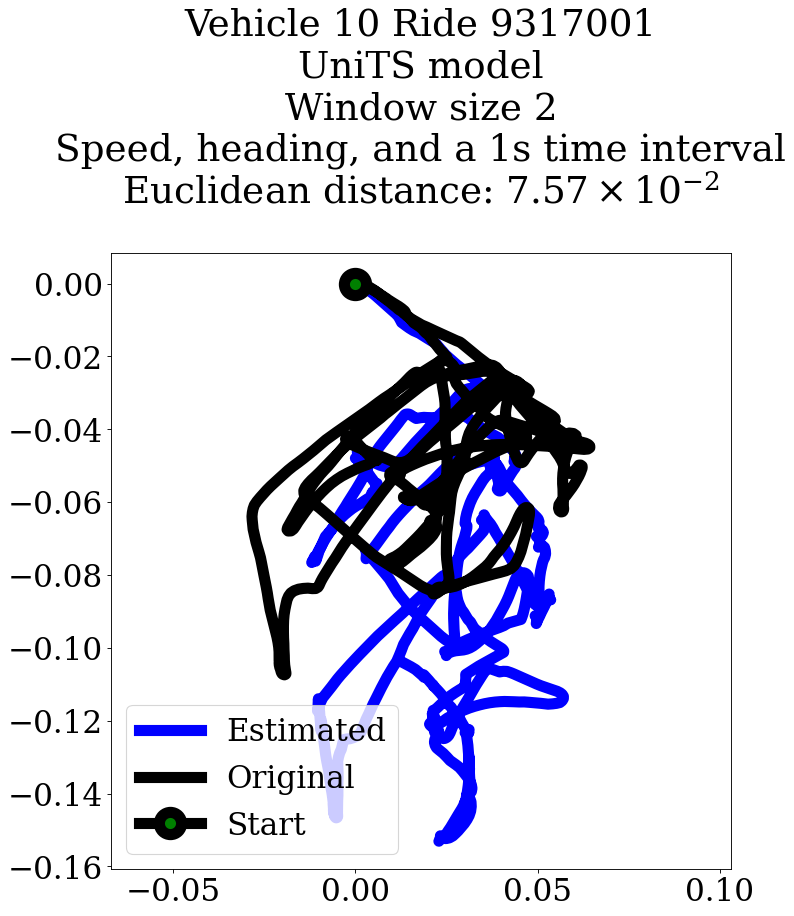 Vehicle 10 Ride 9317001
UniTS model
Window size 2
Speed, heading, and a 1s time interval
Euclidean distance: 7.57 × 10⁻²
0.00
−0.02
−0.04
−0.06
−0.08
−0.10
−0.12
−0.14
−0.16
Estimated
Original
Start
−0.05
0.00
0.05
0.10